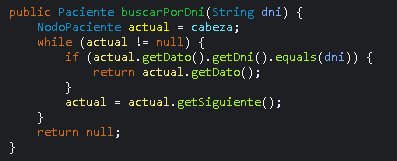 public Paciente buscarPorDni(String dni) {
    NodoPaciente actual = cabeza;
    while (actual != null) {
        if (actual.getDato().getDni().equals(dni)) {
            return actual.getDato();
        }
        actual = actual.getSiguiente();
    }
    return null;
}